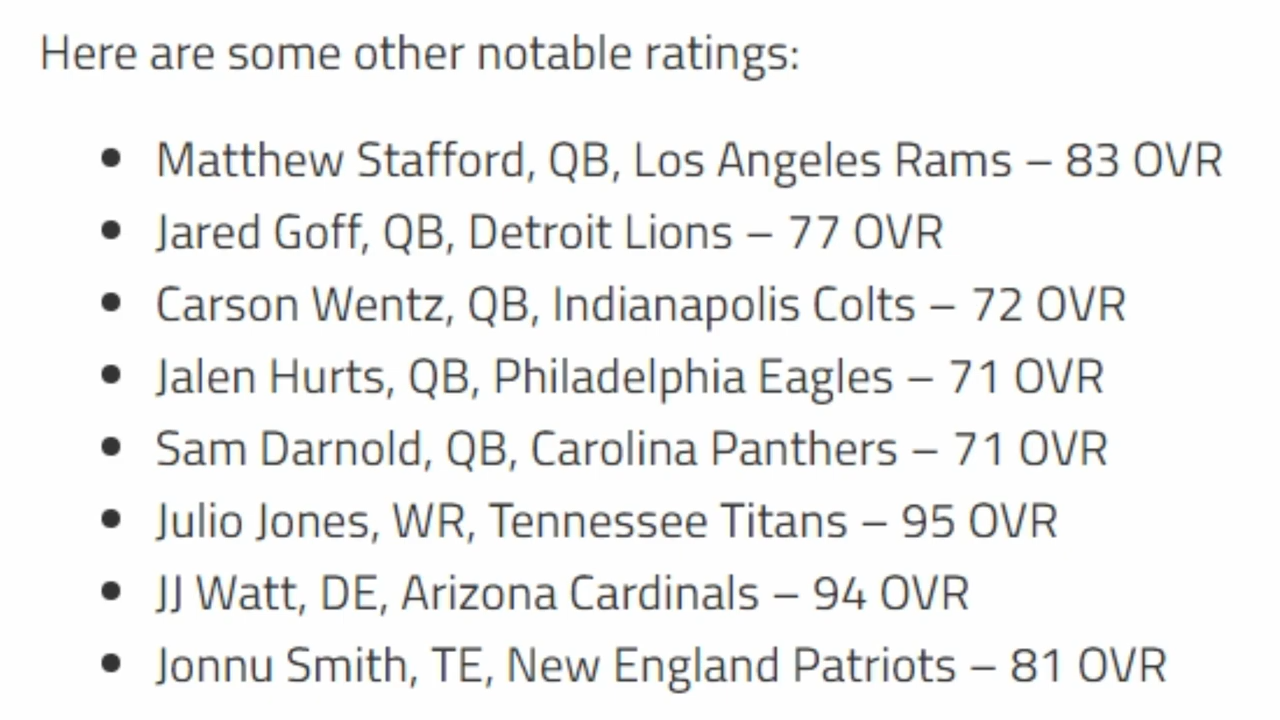 Here are some other notable ratings:
• Matthew Stafford, QB, Los Angeles Rams – 83 OVR
• Jared Goff, QB, Detroit Lions – 77 OVR
• Carson Wentz, QB, Indianapolis Colts – 72 OVR
• Jalen Hurts, QB, Philadelphia Eagles – 71 OVR
• Sam Darnold, QB, Carolina Panthers – 71 OVR
• Julio Jones, WR, Tennessee Titans – 95 OVR
• JJ Watt, DE, Arizona Cardinals – 94 OVR
• Jonnu Smith, TE, New England Patriots – 81 OVR